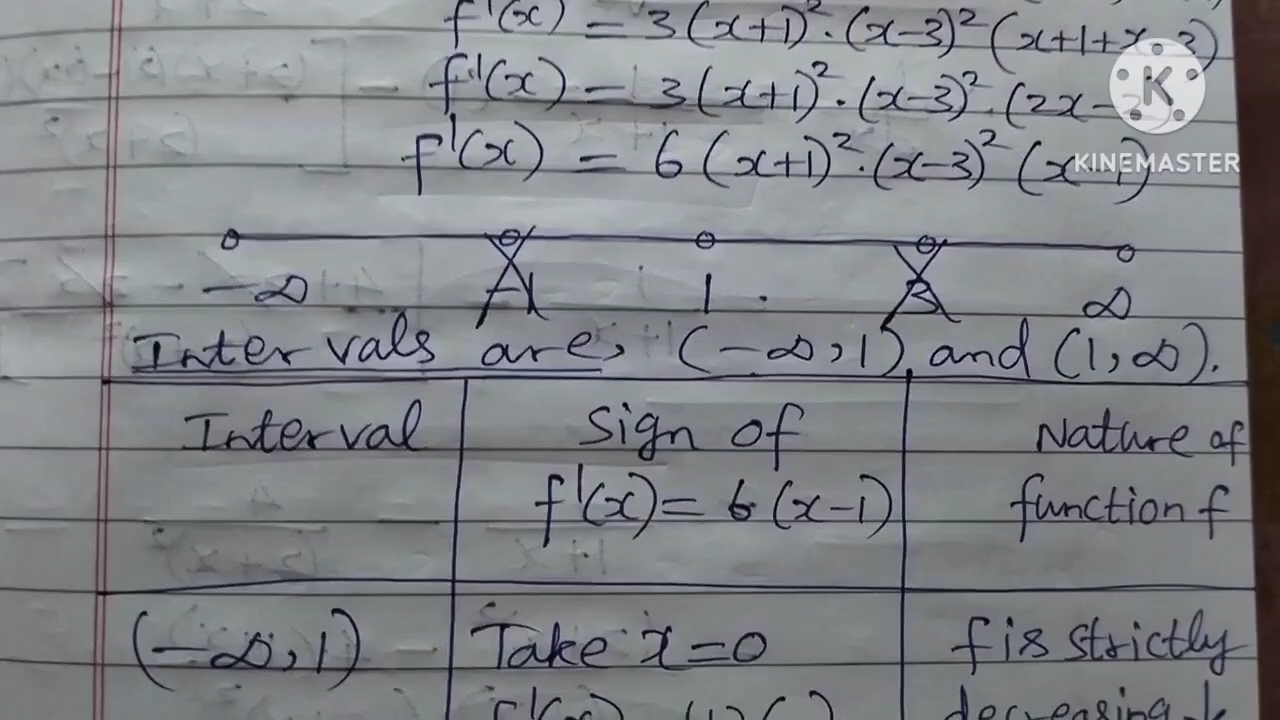 f'(x) = 3(x+1)²·(x-3)²(x+1+x-3)
f'(x) = 3(x+1)²·(x-3)²·(2x-2
f'(x) = 6(x+1)²·(x-3)²(x-1)
K
KINEMASTER
-∞ 1 . ∞
Intervals are, (-∞,1) and (1,∞).
Interval
Sign of
f'(x)=6(x-1)
Nature of
function f
(-∞,1)
Take x=0
f is strictly
decreasing